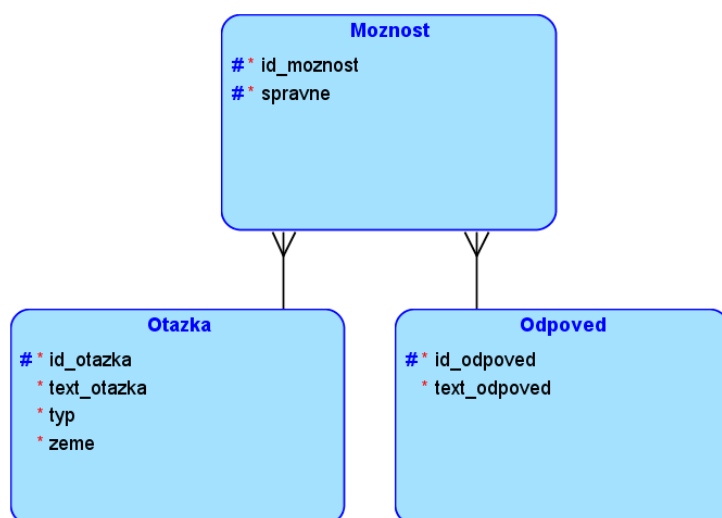 Moznost
#* id_moznost
#* spravne
Otazka
#* id_otazka
* text_otazka
* typ
* zeme
Odpoved
#* id_odpoved
* text_odpoved